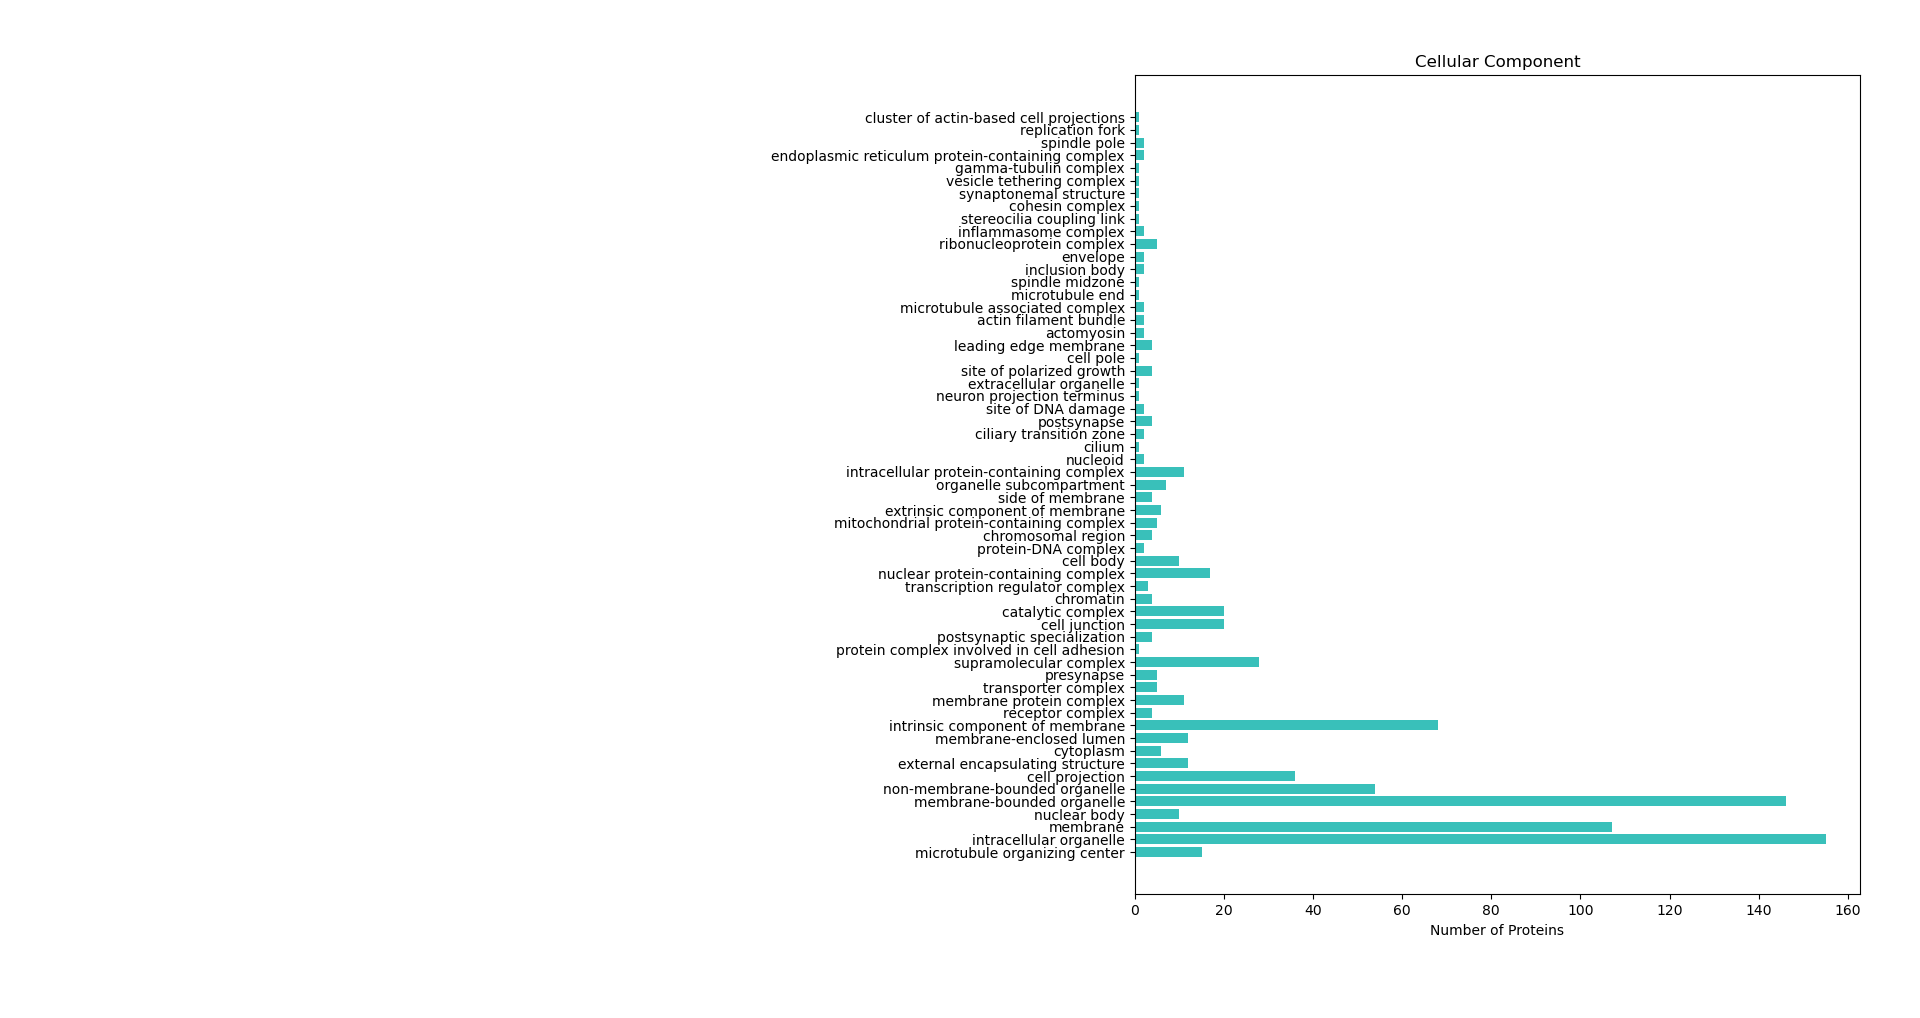 Cellular Component
cluster of actin-based cell projections
replication fork
spindle pole
endoplasmic reticulum protein-containing complex
gamma-tubulin complex
vesicle tethering complex
synaptonemal structure
cohesin complex
stereocilia coupling link
inflammasome complex
ribonucleoprotein complex
envelope
inclusion body
spindle midzone
microtubule end
microtubule associated complex
actin filament bundle
actomyosin
leading edge membrane
cell pole
site of polarized growth
extracellular organelle
neuron projection terminus
site of DNA damage
postsynapse
ciliary transition zone
cilium
nucleoid
intracellular protein-containing complex
organelle subcompartment
side of membrane
extrinsic component of membrane
mitochondrial protein-containing complex
chromosomal region
protein-DNA complex
cell body
nuclear protein-containing complex
transcription regulator complex
chromatin
catalytic complex
cell junction
postsynaptic specialization
protein complex involved in cell adhesion
supramolecular complex
presynapse
transporter complex
membrane protein complex
receptor complex
intrinsic component of membrane
membrane-enclosed lumen
cytoplasm
external encapsulating structure
cell projection
non-membrane-bounded organelle
membrane-bounded organelle
nuclear body
membrane
intracellular organelle
microtubule organizing center
0 20 40 60 80 100 120 140 160
Number of Proteins